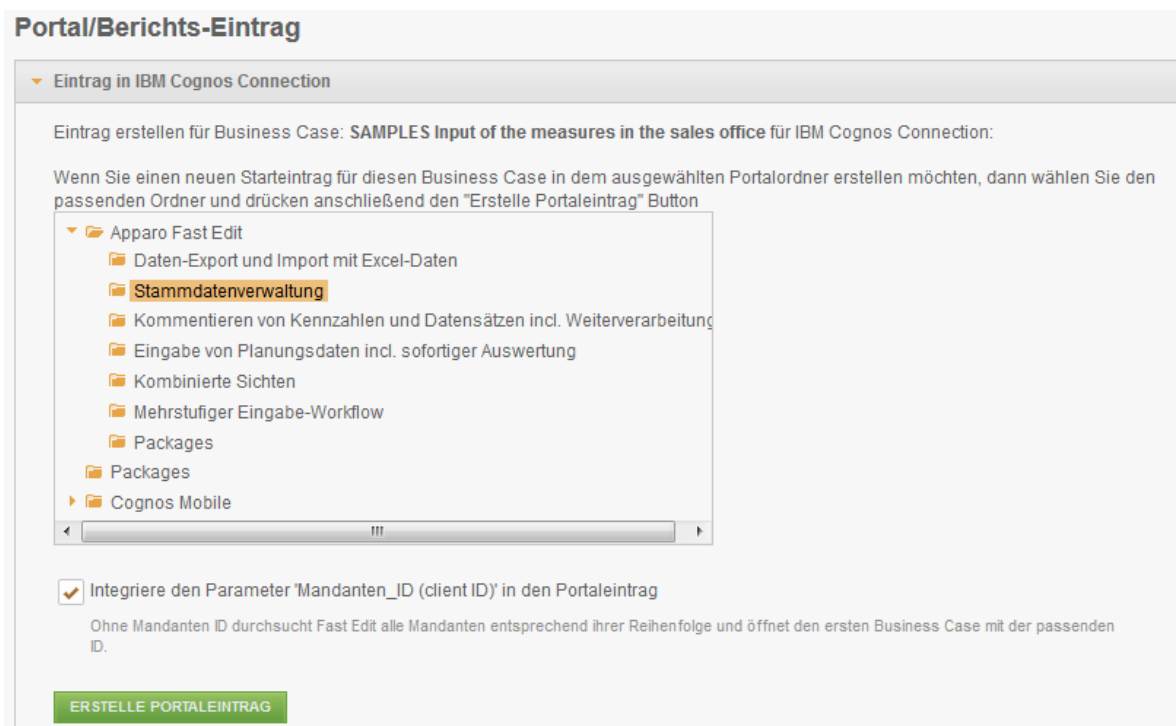 Portal/Berichts-Eintrag
Eintrag in IBM Cognos Connection
Eintrag erstellen für Business Case: SAMPLES Input of the measures in the sales office für IBM Cognos Connection:
Wenn Sie einen neuen Starteintrag für diesen Business Case in dem ausgewählten Portalordner erstellen möchten, dann wählen Sie den
passenden Ordner und drücken anschließend den "Erstelle Portaleintrag" Button
Apparo Fast Edit
Daten-Export und Import mit Excel-Daten
Stammdatenverwaltung
Kommentieren von Kennzahlen und Datensätzen incl. Weiterverarbeitung
Eingabe von Planungsdaten incl. sofortiger Auswertung
Kombinierte Sichten
Mehrstufiger Eingabe-Workflow
Packages
Packages
Cognos Mobile
Integriere den Parameter 'Mandanten_ID (client ID)' in den Portaleintrag
Ohne Mandanten ID durchsucht Fast Edit alle Mandanten entsprechend ihrer Reihenfolge und öffnet den ersten Business Case mit der passenden
ID.
ERSTELLE PORTALEINTRAG